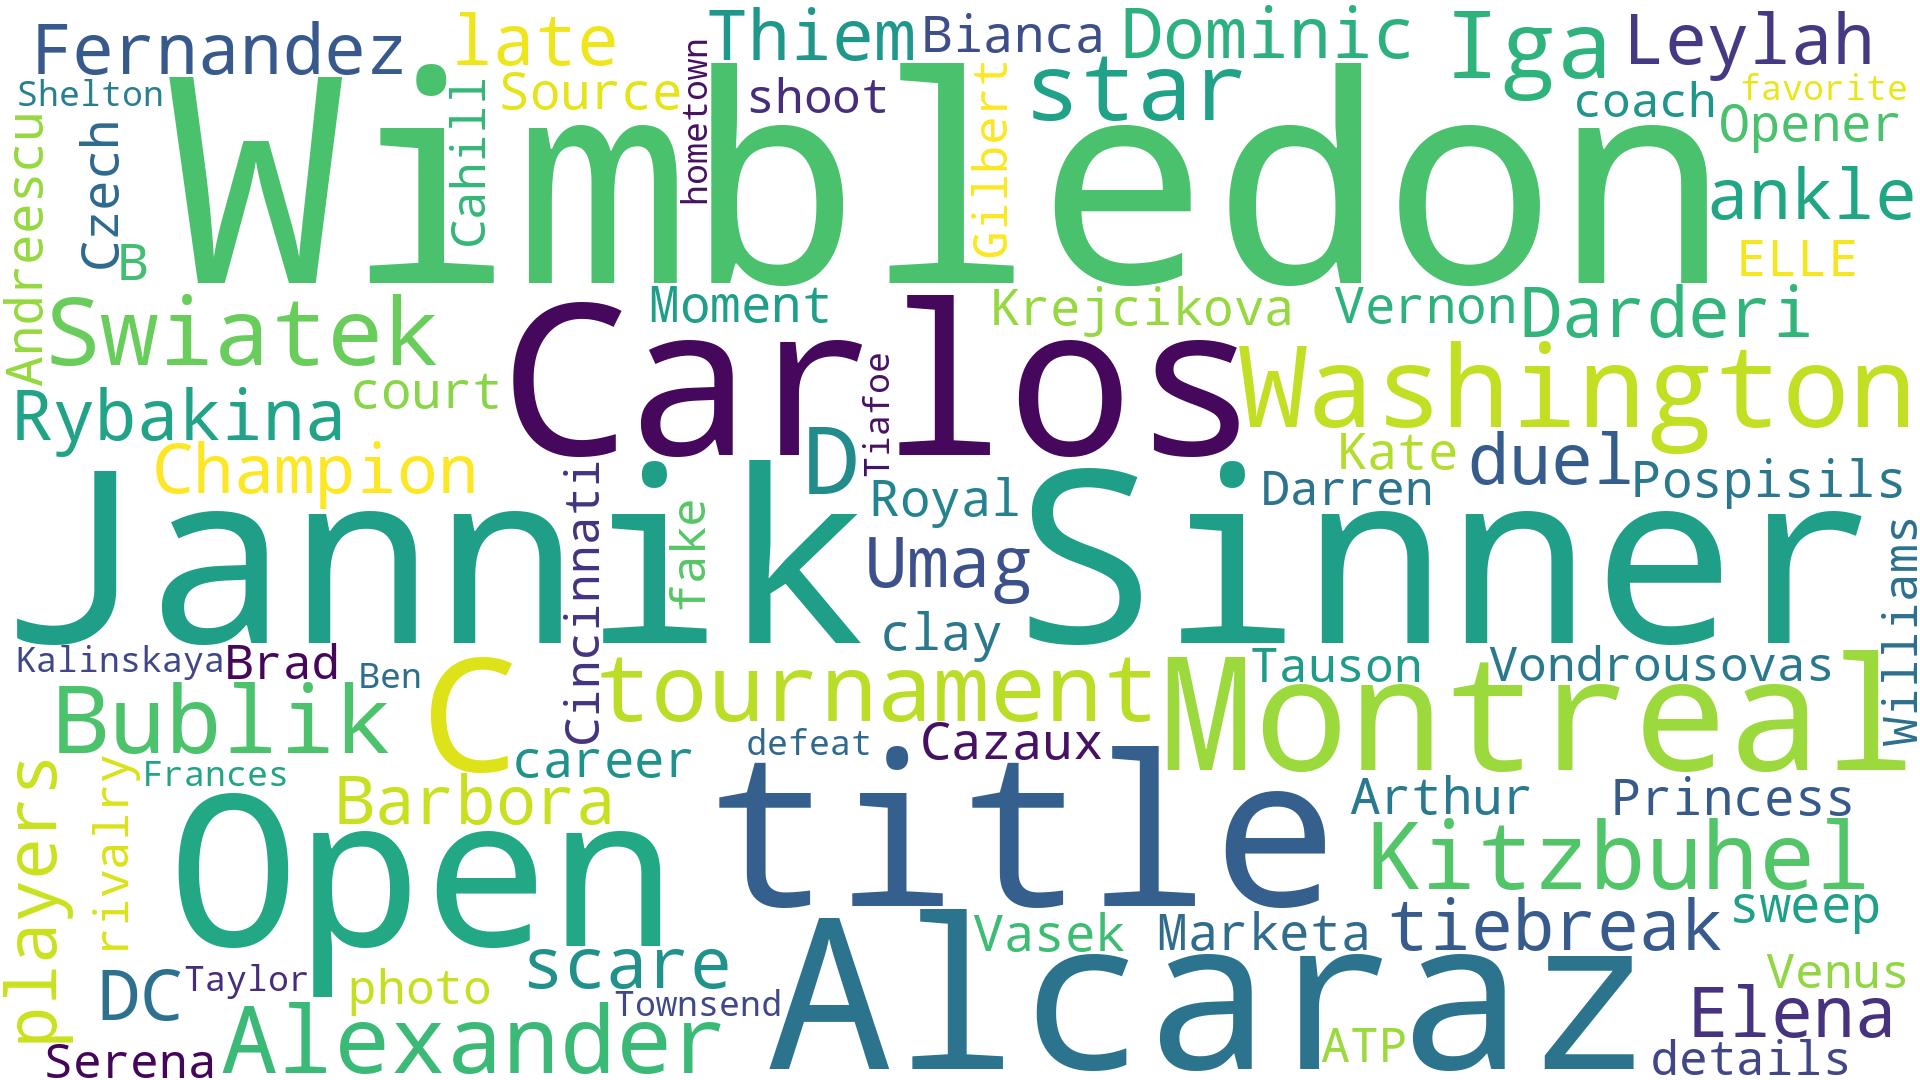 Fernandez
late
Thiem
Bianca
Dominic
Iga
Leylah
Shelton
Source
hometown
shoot
star
coach
favorite
Opener
Andreescu
Czech
B
Wimbledon
Cahill
Gilbert
ankle
ELLE
Swiatek
Moment
Krejcikova
Vernon
Darderi
Carlos
Washington
Rybakina
court
Tiafoe
Champion
D
Kate
duel
Pospisils
Jannik
Cincinnati
fake
Royal
Darren
Sinner
Umag
clay
Williams
Kalinskaya
Brad
Ben
Tauson
Vondrousovas
Bublik
C
tournament
Montreal
career
defeat
Cazaux
Frances
players
rivalry
Barbora
title
Arthur
Princess
Open
Kitzbuhel
sweep
scare
Vasek
Marketa
tiebreak
DC
Taylor
photo
Townsend
Alcaraz
Venus
Elena
Serena
Alexander
ATP
details